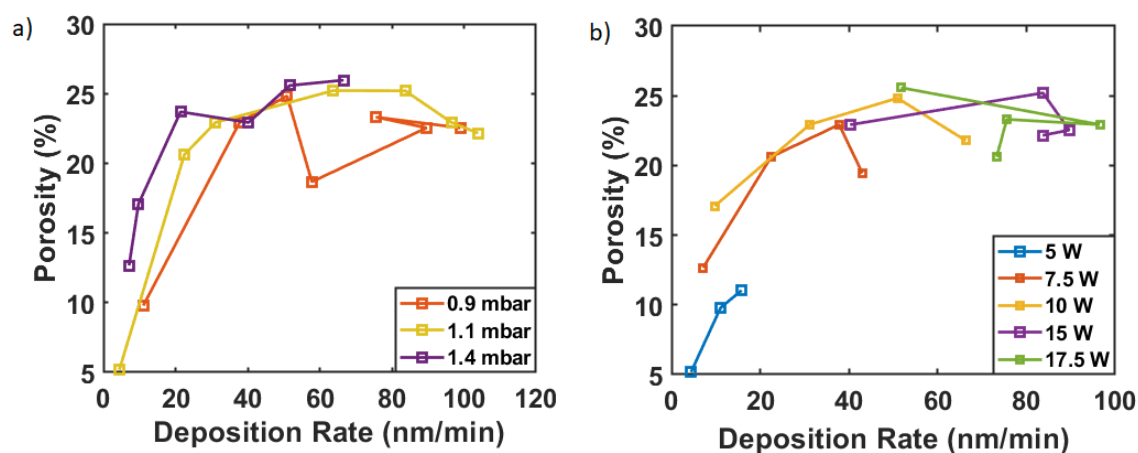 a)
30
25
20
15
10
5
Porosity (%)
0 20 40 60 80 100 120
Deposition Rate (nm/min)
0.9 mbar
1.1 mbar
1.4 mbar
b)
30
25
20
15
10
5
Porosity (%)
0 20 40 60 80 100
Deposition Rate (nm/min)
5 W
7.5 W
10 W
15 W
17.5 W